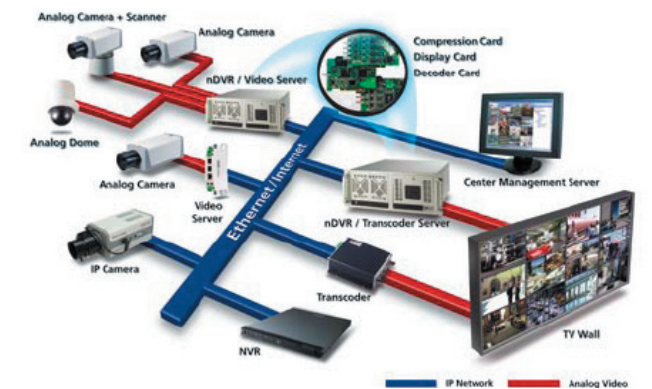 Analog Camera + Scanner
Analog Camera
Compression Card
Display Card
Decoder Card
nDVR / Video Server
Analog Dome
Analog Camera
Video
Server
Ethernet/Internet
Center Management Server
nDVR / Transcoder Server
IP Camera
Transcoder
NVR
TV Wall
IP Network
Analog Video